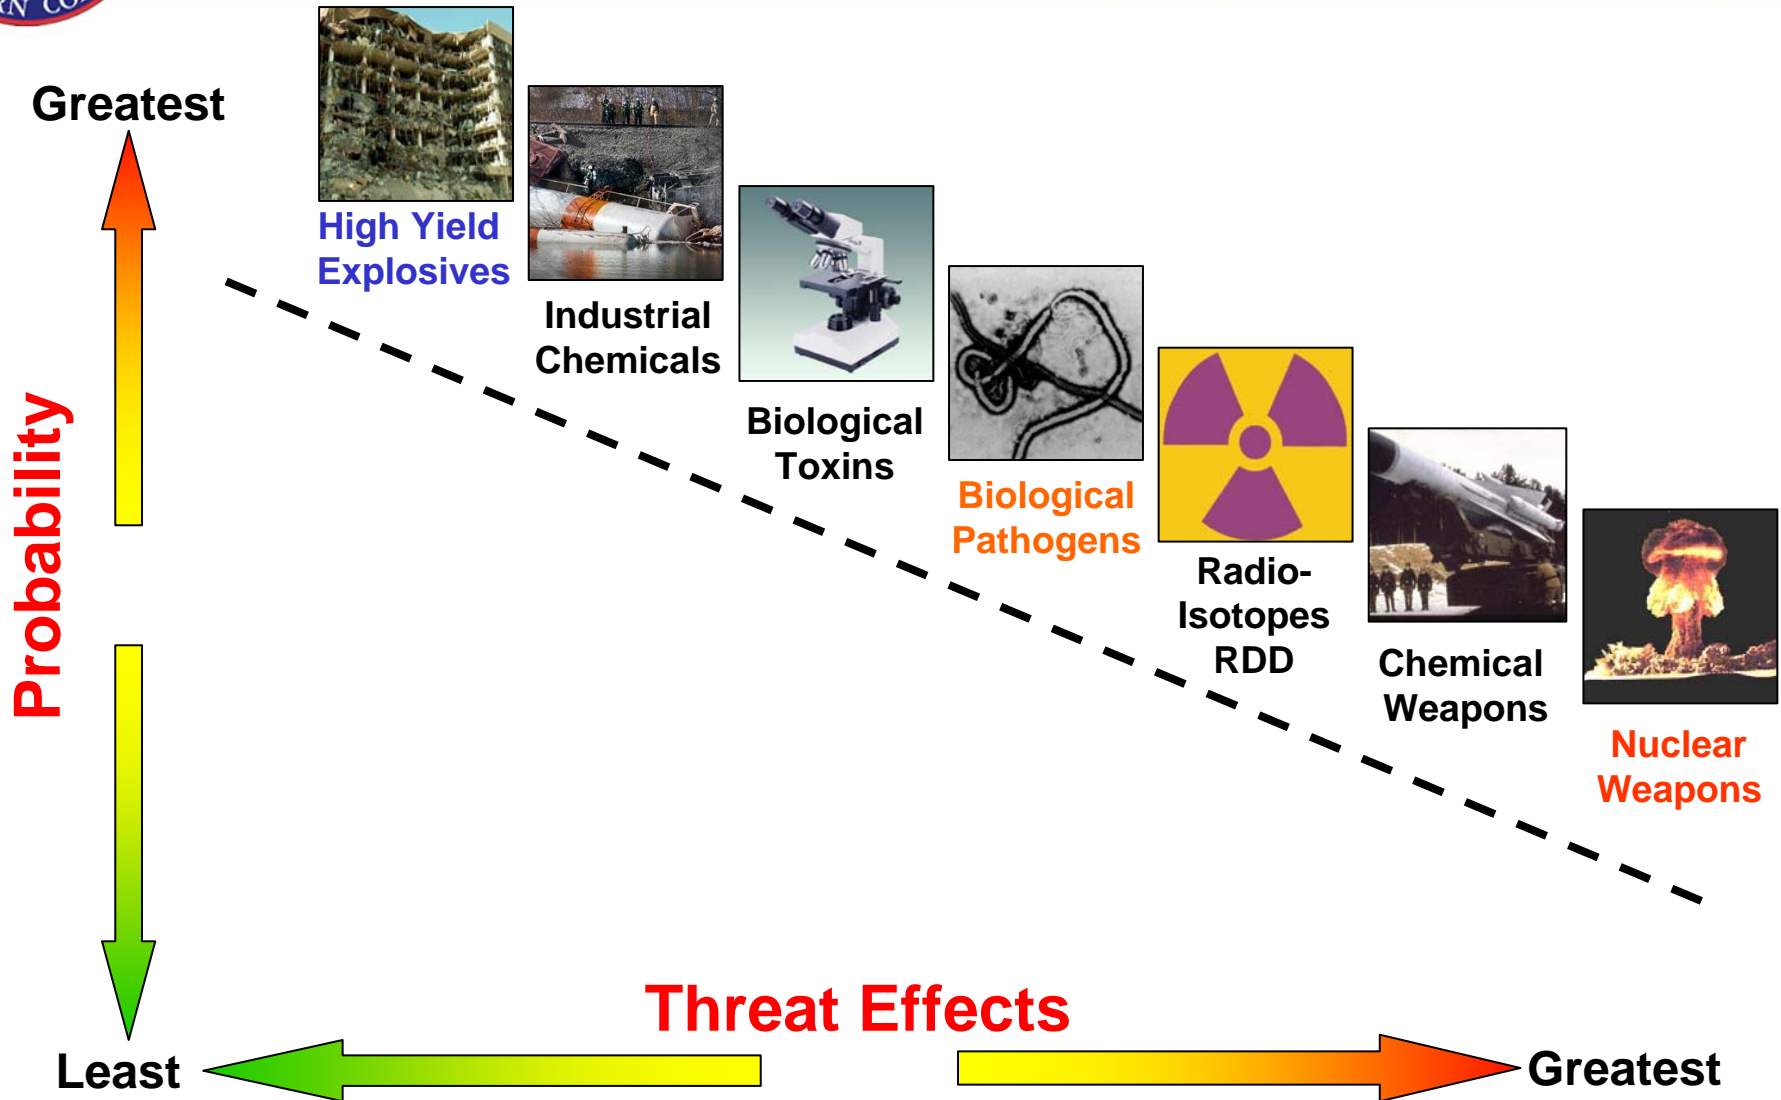 Greatest
High Yield
Explosives
Industrial
Chemicals
Biological
Toxins
Biological
Pathogens
Radio-
Isotopes
RDD
Chemical
Weapons
Nuclear
Weapons
Probability
Threat Effects
Least
Greatest